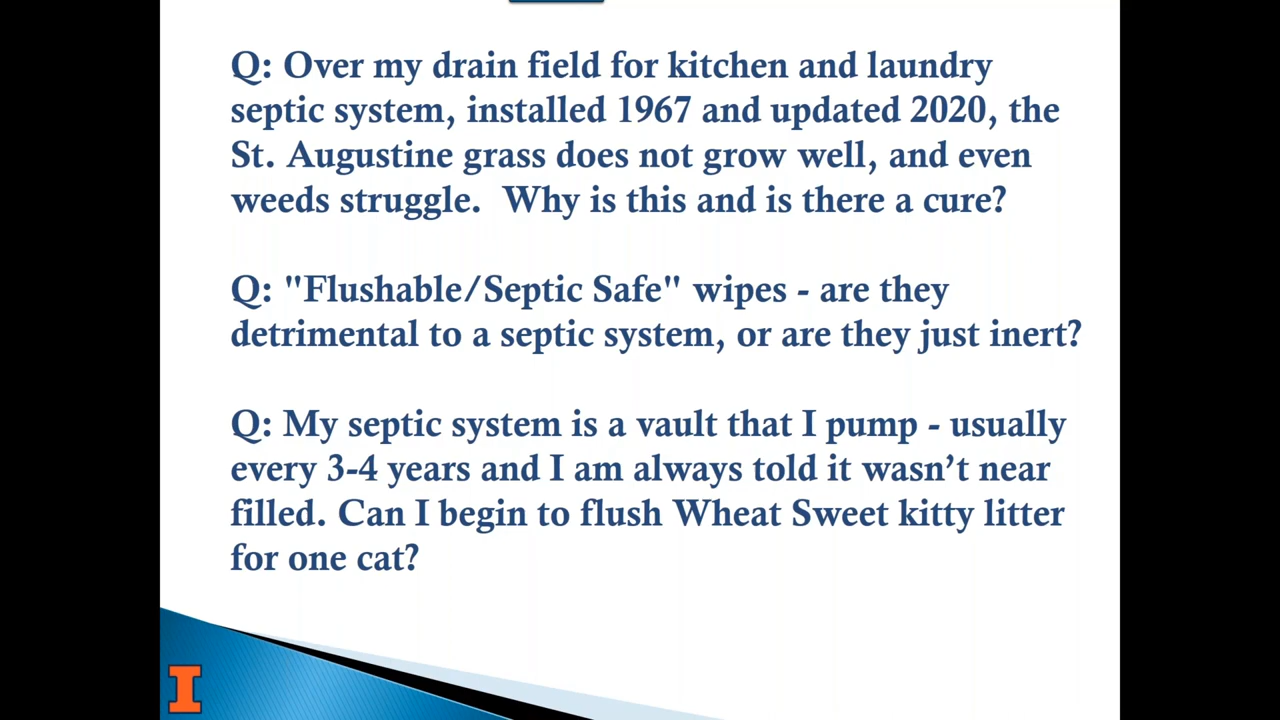 Q: Over my drain field for kitchen and laundry
septic system, installed 1967 and updated 2020, the
St. Augustine grass does not grow well, and even
weeds struggle.  Why is this and is there a cure?
Q: "Flushable/Septic Safe" wipes - are they
detrimental to a septic system, or are they just inert?
Q: My septic system is a vault that I pump - usually
every 3-4 years and I am always told it wasn’t near
filled. Can I begin to flush Wheat Sweet kitty litter
for one cat?
I